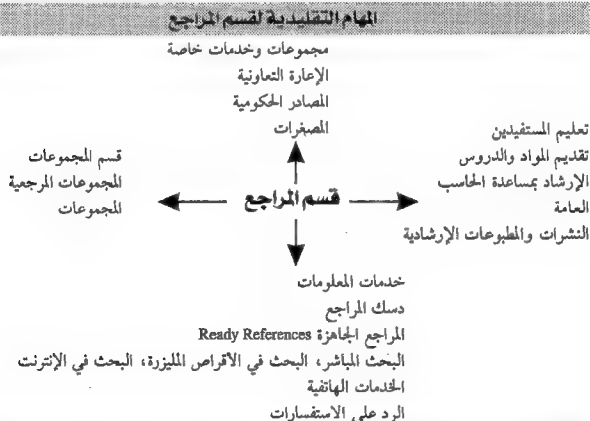 المهام التقليدية لقسم المراجع
مجموعات وخدمات خاصة
الإعارة التعاونية
المصادر الحكومية
المصغرات
تعليم المستفيدين
تقديم المواد والدروس
الإرشاد بمساعدة الحاسب
العامة
النشرات والمطبوعات الإرشادية
قسم المراجع
قسم المجموعات
المجموعات المرجعية
المجموعات
خدمات المعلومات
دسك المراجع
المراجع الجاهزة Ready References
البحث المباشر، البحث في الأقراص المليزرة، البحث في الإنترنت
الخدمات الهاتفية
الرد على الاستفسارات